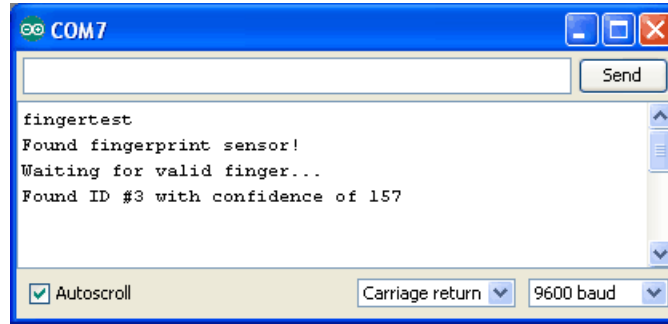 COM7
Send
fingertest
Found fingerprint sensor!
Waiting for valid finger...
Found ID #3 with confidence of 157
Autoscroll
Carriage return
9600 baud